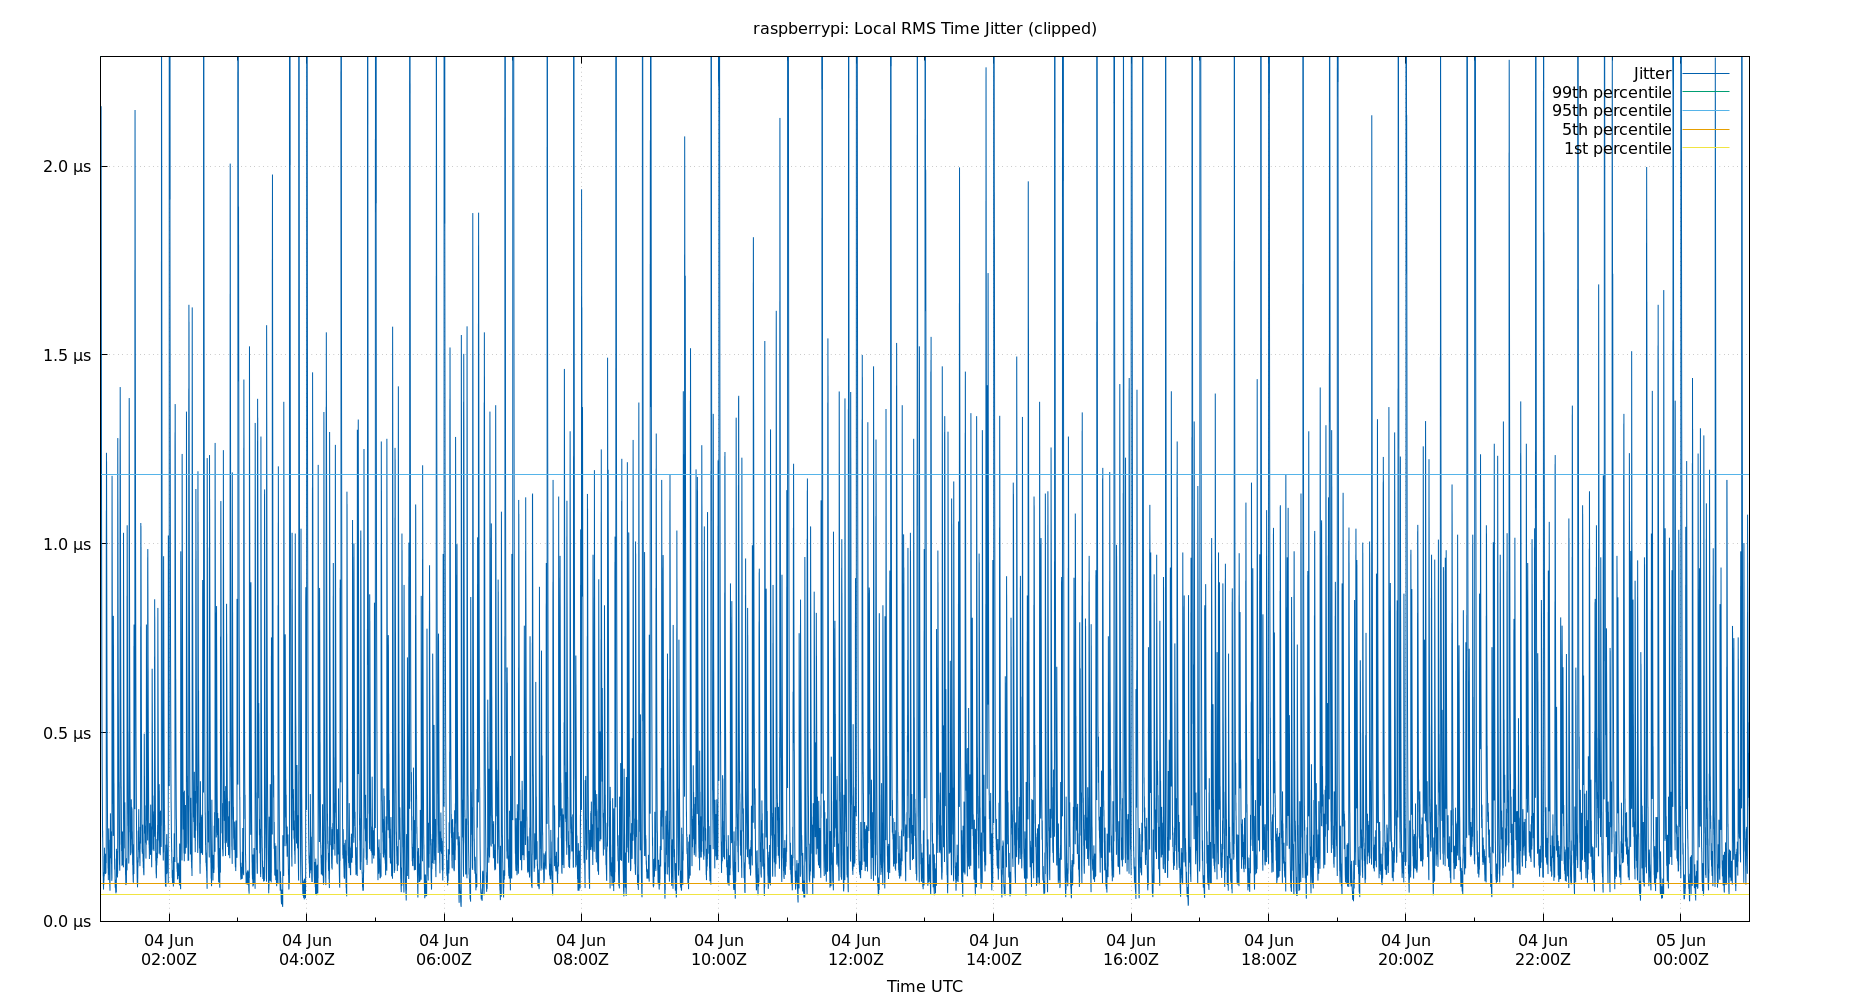 raspberrypi: Local RMS Time Jitter (clipped)
Jitter
99th percentile
95th percentile
5th percentile
1st percentile
2.0 μs
1.5 μs
1.0 μs
0.5 μs
0.0 μs
04 Jun 04 Jun 04 Jun 04 Jun 04 Jun 04 Jun 04 Jun 04 Jun 04 Jun 04 Jun 04 Jun 05 Jun
02:00Z 04:00Z 06:00Z 08:00Z 10:00Z 12:00Z 14:00Z 16:00Z 18:00Z 20:00Z 22:00Z 00:00Z
Time UTC